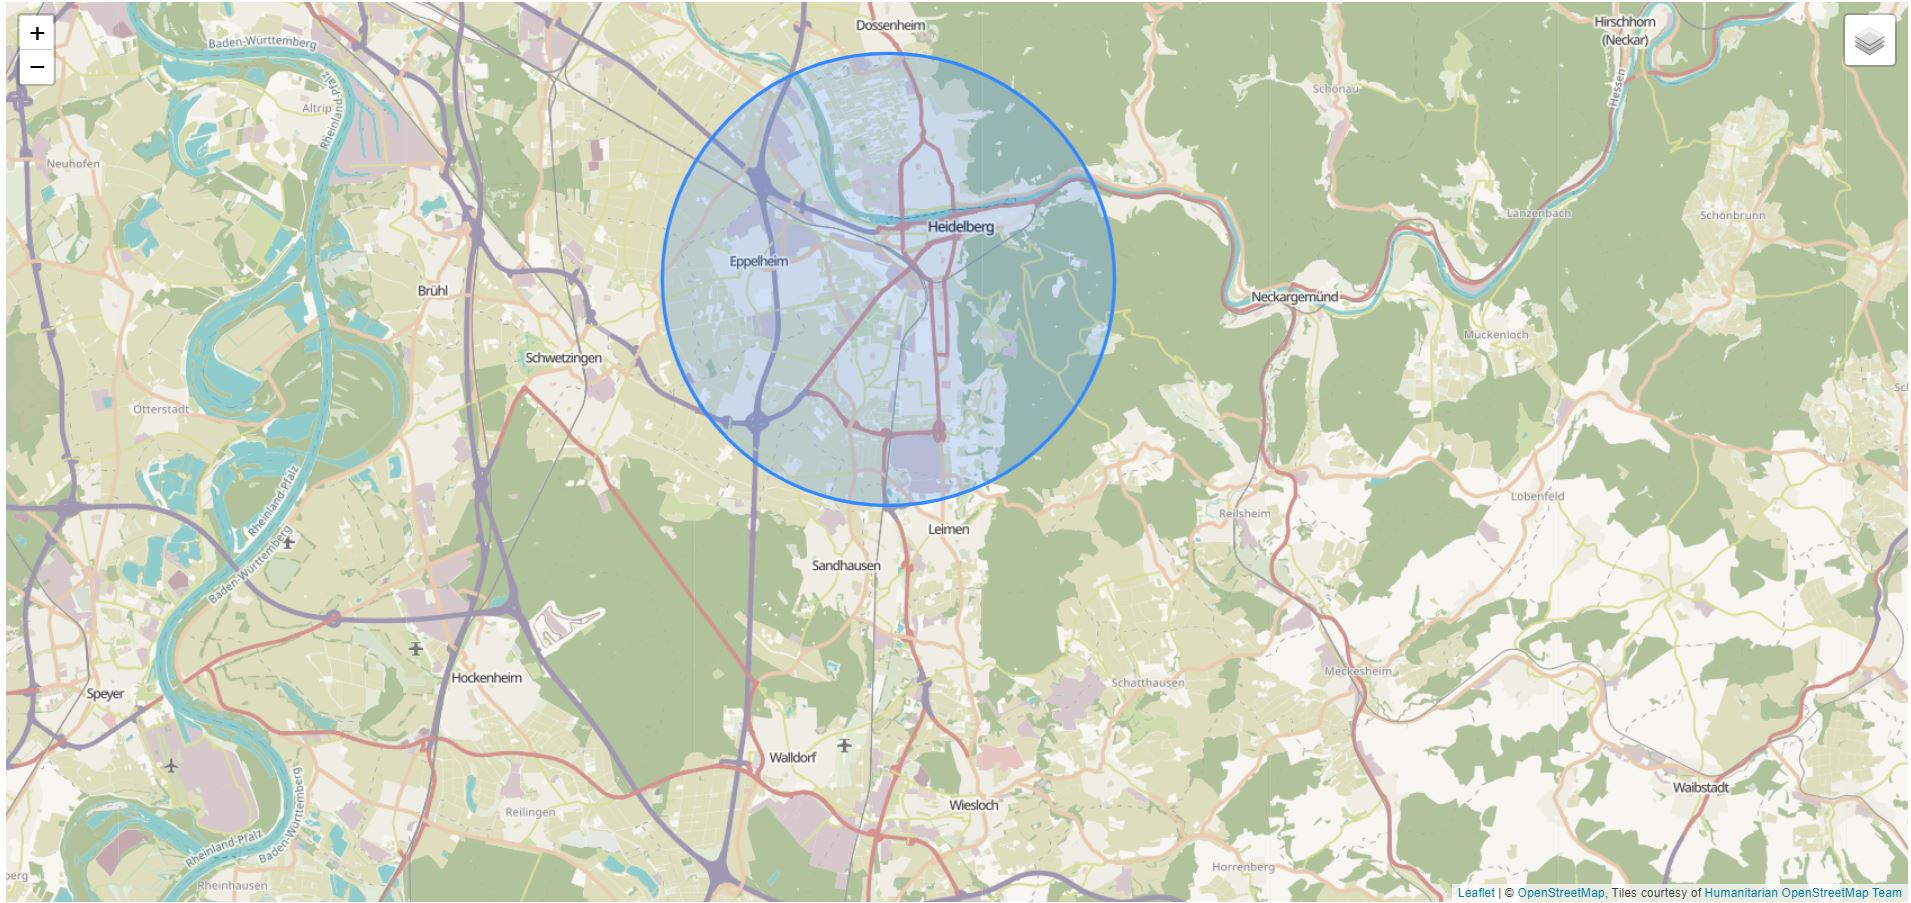 +
−
Dossenheim
Hirschhorn
(Neckar)
Baden-Württemberg
Rheinland-Pfalz
Altrip
Schönau
Hessen
Neuhofen
Lanzenbach
Schönbrunn
Heidelberg
Eppelheim
Brühl
Neckargemünd
Mückenloch
Schwetzingen
Otterstadt
Rheinland-Pfalz
Baden-Württemberg
Lobenfeld
Reilsheim
Leimen
Sandhausen
Meckesheim
Schatthausen
Hockenheim
Speyer
Walldorf
Waibstadt
Wiesloch
Reilingen
Baden-Württemberg
Rheinland-Pfalz
Horrenberg
Rheinhausen
berg
Leaflet | © OpenStreetMap, Tiles courtesy of Humanitarian OpenStreetMap Team